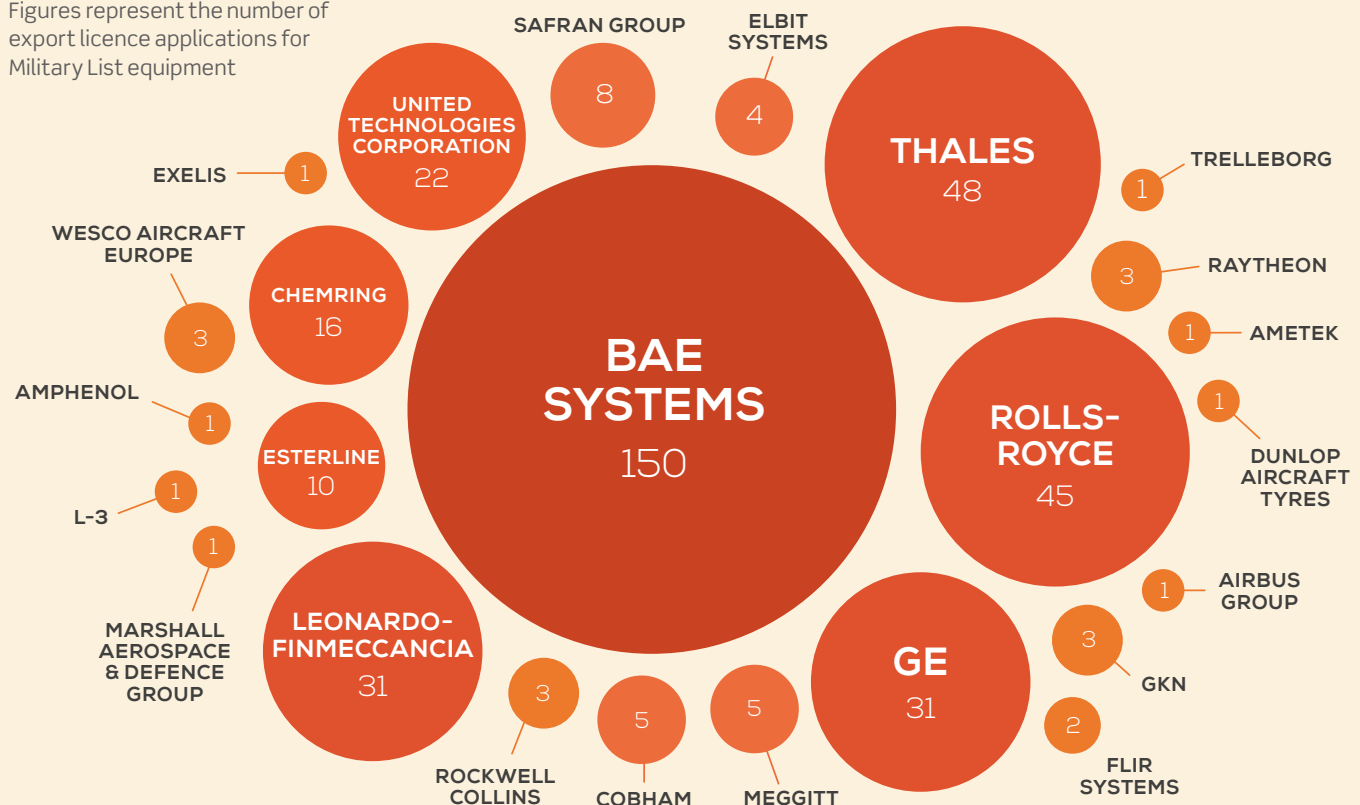 Figures represent the number of
export licence applications for
Military List equipment
SAFRAN GROUP
8
ELBIT
SYSTEMS
4
UNITED
TECHNOLOGIES
CORPORATION
22
THALES
48
EXELIS
1
TRELLEBORG
1
WESCO AIRCRAFT
EUROPE
3
CHEMRING
16
RAYTHEON
3
AMETEK
1
BAE
SYSTEMS
150
AMPHENOL
1
DUNLOP
AIRCRAFT
TYRES
1
ROLLS-
ROYCE
45
ESTERLINE
10
L-3
1
MARSHALL
AEROSPACE
& DEFENCE
GROUP
1
AIRBUS
GROUP
1
LEONARDO-
FINMECCANCIA
31
GE
31
GKN
3
ROCKWELL
COLLINS
3
COBHAM
5
MEGGITT
5
FLIR
SYSTEMS
2